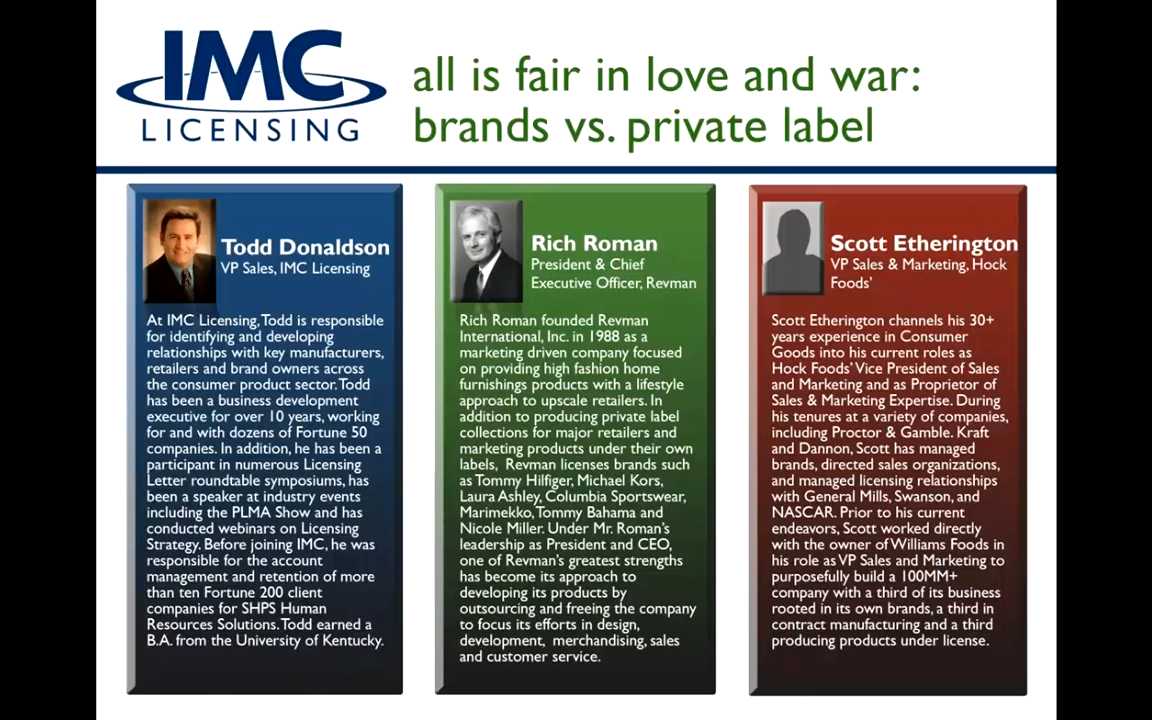 IMC
LICENSING
all is fair in love and war:
brands vs. private label
Todd Donaldson
VP Sales, IMC Licensing
At IMC Licensing, Todd is responsible
for identifying and developing
relationships with key manufacturers,
retailers and brand owners across
the consumer product sector. Todd
has been a business development
executive for over 10 years, working
for and with dozens of Fortune 50
companies. In addition, he has been a
participant in numerous Licensing
Letter roundtable symposiums, has
been a speaker at industry events
including the PLMA Show and has
conducted webinars on Licensing
Strategy. Before joining IMC, he was
responsible for the account
management and retention of more
than ten Fortune 200 client
companies for SHPS Human
Resources Solutions. Todd earned a
B.A. from the University of Kentucky.
Rich Roman
President & Chief
Executive Officer, Revman
Rich Roman founded Revman
International, Inc. in 1988 as a
marketing driven company focused
on providing high fashion home
furnishings products with a lifestyle
approach to upscale retailers. In
addition to producing private label
collections for major retailers and
marketing products under their own
labels, Revman licenses brands such
as Tommy Hilfiger, Michael Kors,
Laura Ashley, Columbia Sportswear,
Marimekko, Tommy Bahama and
Nicole Miller. Under Mr. Roman's
leadership as President and CEO,
one of Revman's greatest strengths
has become its approach to
developing its products by
outsourcing and freeing the company
to focus its efforts in design,
development, merchandising, sales
and customer service.
Scott Etherington
VP Sales & Marketing, Hock
Foods'
Scott Etherington channels his 30+
years experience in Consumer
Goods into his current roles as
Hock Foods' Vice President of Sales
and Marketing and as Proprietor of
Sales & Marketing Expertise. During
his tenures at a variety of companies,
including Proctor & Gamble. Kraft
and Dannon, Scott has managed
brands, directed sales organizations,
and managed licensing relationships
with General Mills, Swanson, and
NASCAR. Prior to his current
endeavors, Scott worked directly
with the owner of Williams Foods in
his role as VP Sales and Marketing to
purposefully build a 100MM+
company with a third of its business
rooted in its own brands, a third in
contract manufacturing and a third
producing products under license.